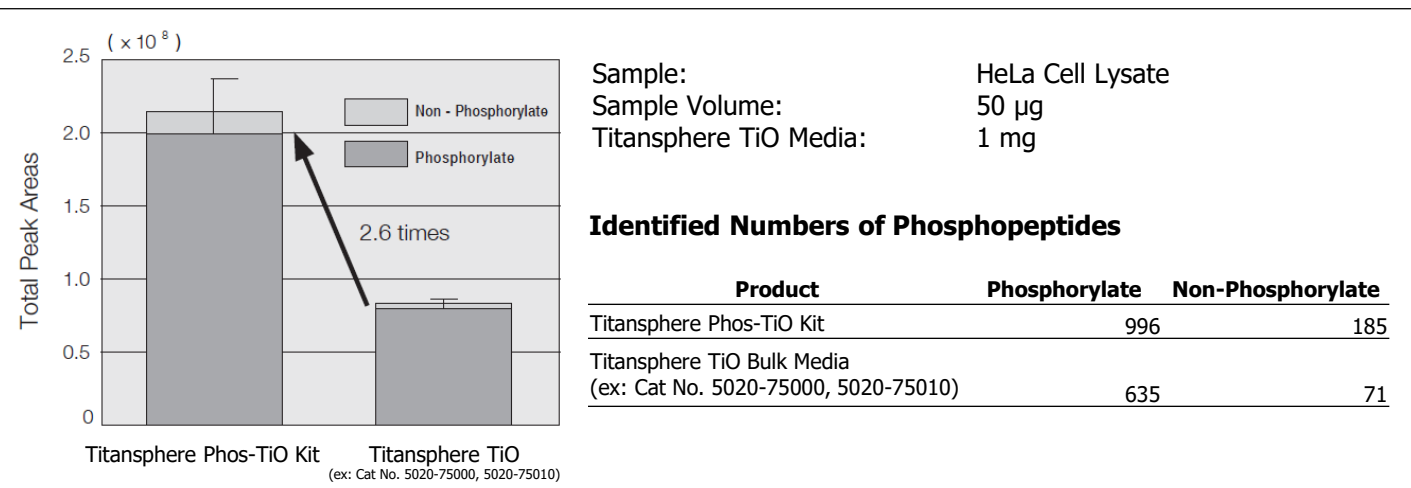 ( × 10 ⁸ )
2.5
2.0
1.5
1.0
0.5
0
Total Peak Areas
Non - Phosphorylate
Phosphorylate
2.6 times
Titansphere Phos-TiO Kit
Titansphere TiO
(ex: Cat No. 5020-75000, 5020-75010)
Sample: HeLa Cell Lysate
Sample Volume: 50 µg
Titansphere TiO Media: 1 mg
Identified Numbers of Phosphopeptides
Product Phosphorylate Non-Phosphorylate
Titansphere Phos-TiO Kit 996 185
Titansphere TiO Bulk Media
(ex: Cat No. 5020-75000, 5020-75010) 635 71